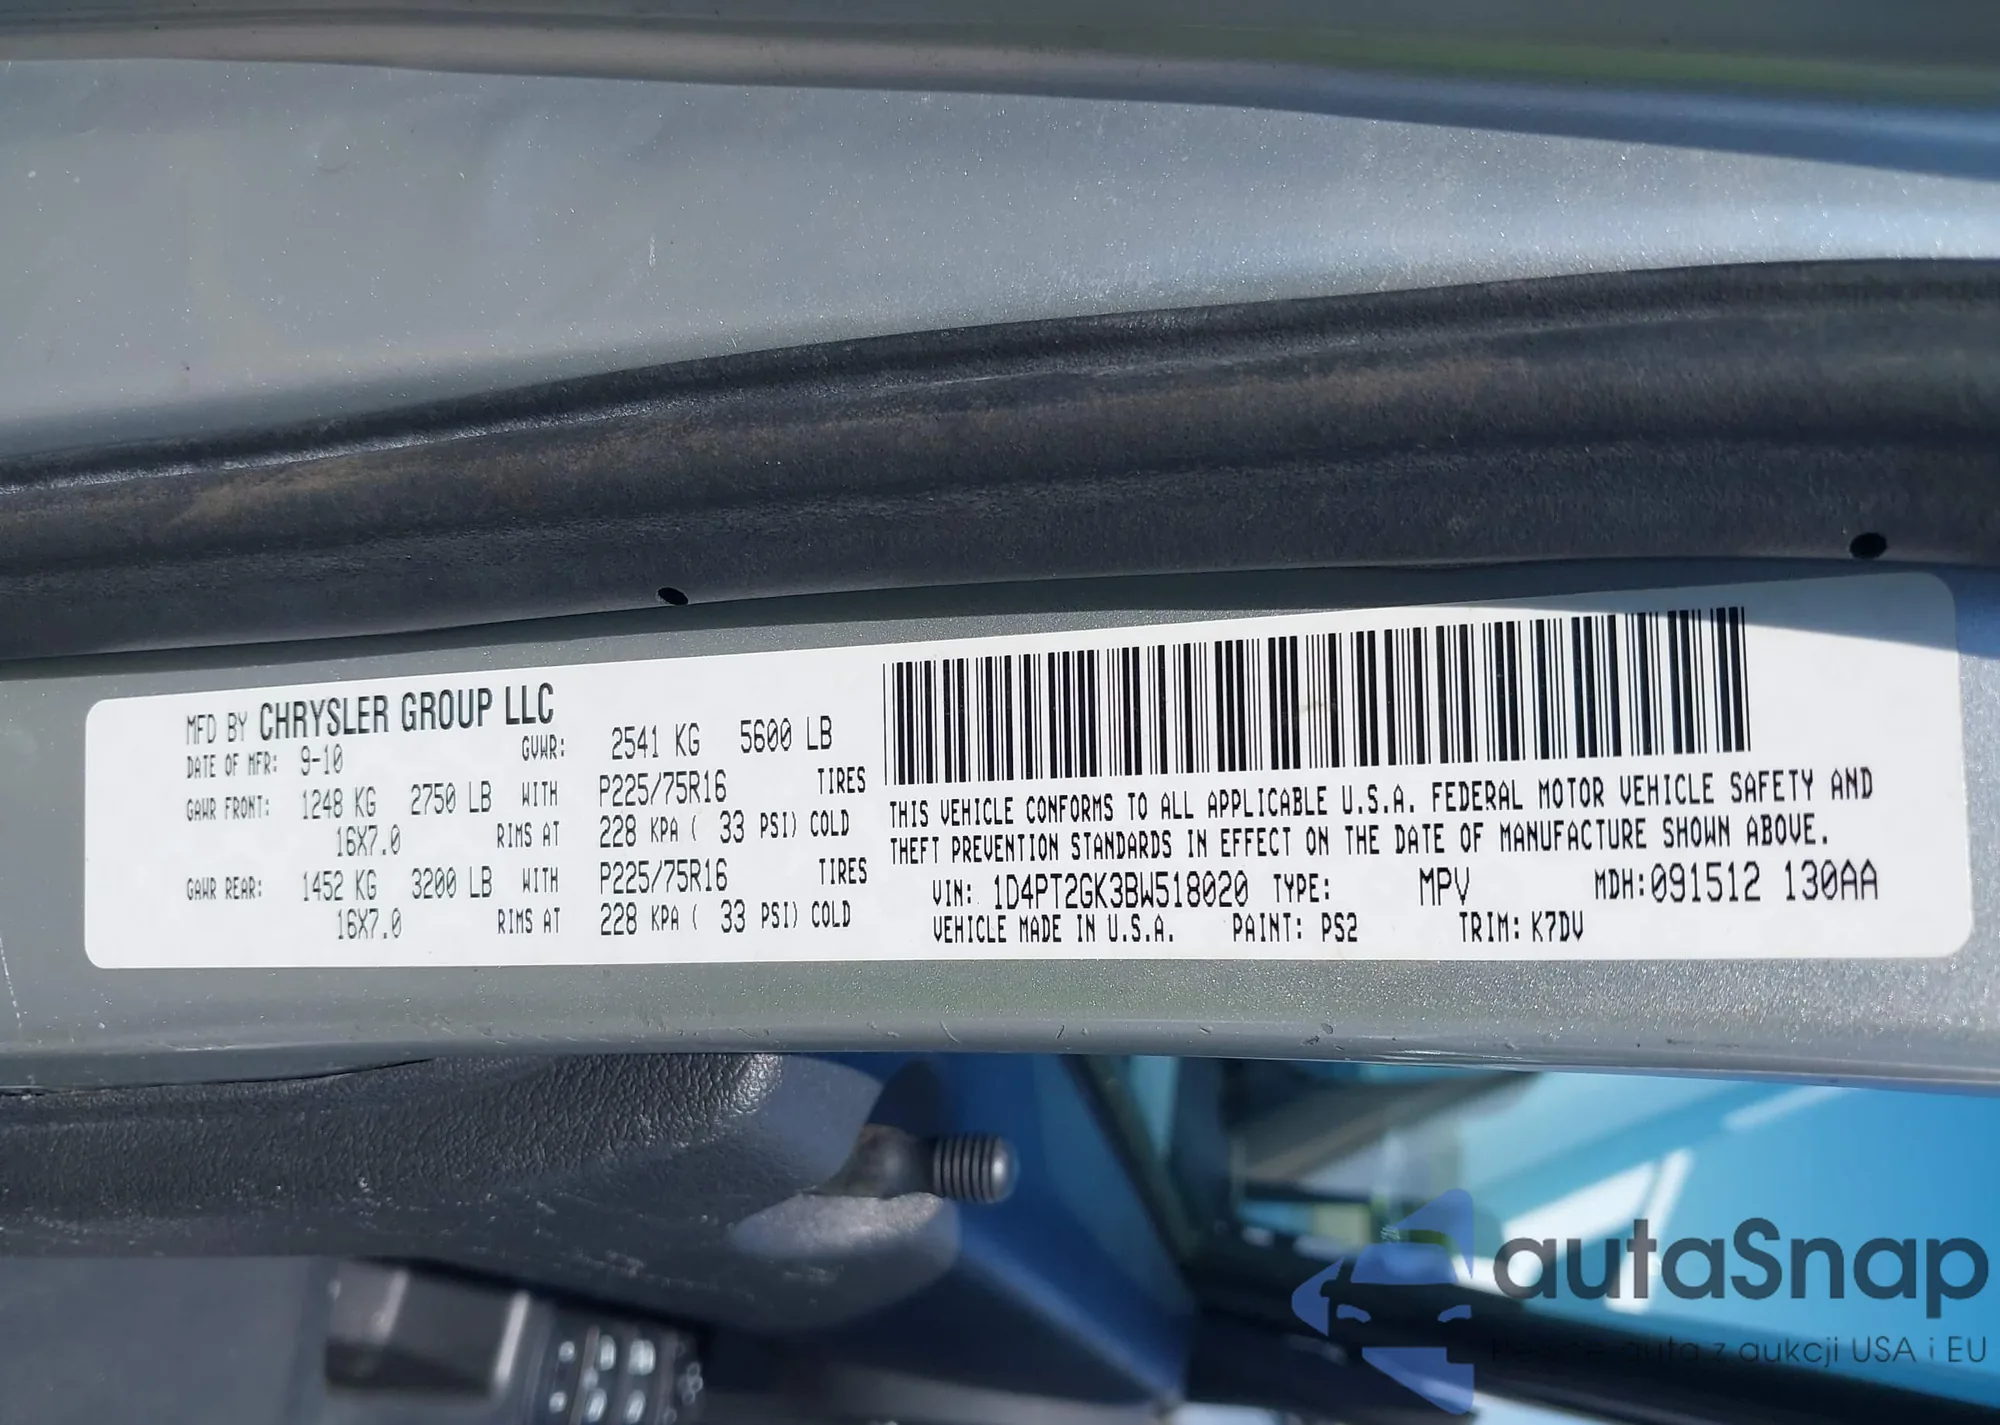 MFD BY CHRYSLER GROUP LLC
DATE OF MFR: 9-10 GVWR: 2541 KG 5600 LB
GAWR FRONT: 1248 KG 2750 LB WITH P225/75R16 TIRES
16X7.0 RIMS AT 228 KPA ( 33 PSI) COLD
GAWR REAR: 1452 KG 3200 LB WITH P225/75R16 TIRES
16X7.0 RIMS AT 228 KPA ( 33 PSI) COLD
THIS VEHICLE CONFORMS TO ALL APPLICABLE U.S.A. FEDERAL MOTOR VEHICLE SAFETY AND
THEFT PREVENTION STANDARDS IN EFFECT ON THE DATE OF MANUFACTURE SHOWN ABOVE.
VIN: 1D4PT2GK3BW518020 TYPE: MPV MDH:091512 130AA
VEHICLE MADE IN U.S.A. PAINT: PS2 TRIM: K7DV
autaSnap
auta z aukcji USA i EU